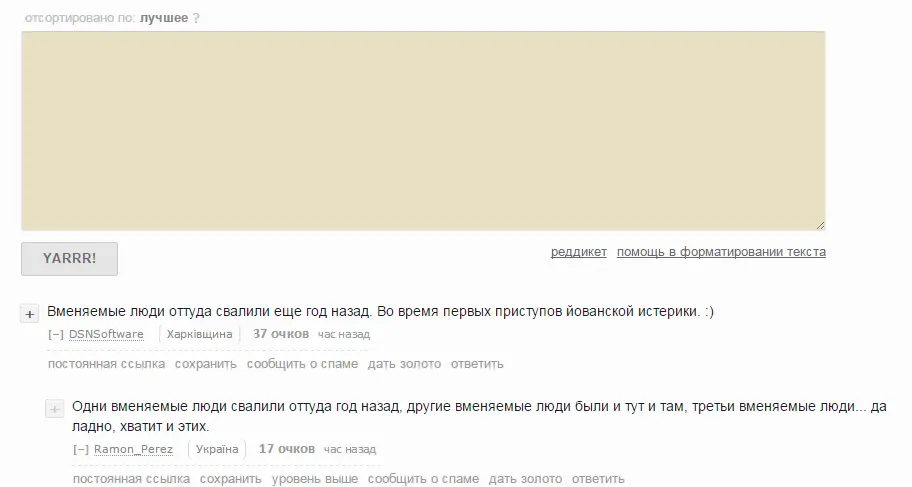 отсортировано по: лучшее ?
YARRR!
реддикет помощь в форматировании текста
+ Вменяемые люди оттуда свалили еще год назад. Во время первых приступов йованской истерики. :)
[–] DSNSoftware Харківщина 37 очков час назад
постоянная ссылка сохранить сообщить о спаме дать золото ответить
+ Одни вменяемые люди свалили оттуда год назад, другие вменяемые люди были и тут и там, третьи вменяемые люди... да
ладно, хватит и этих.
[–] Ramon_Perez Україна 17 очков час назад
постоянная ссылка сохранить уровень выше сообщить о спаме дать золото ответить